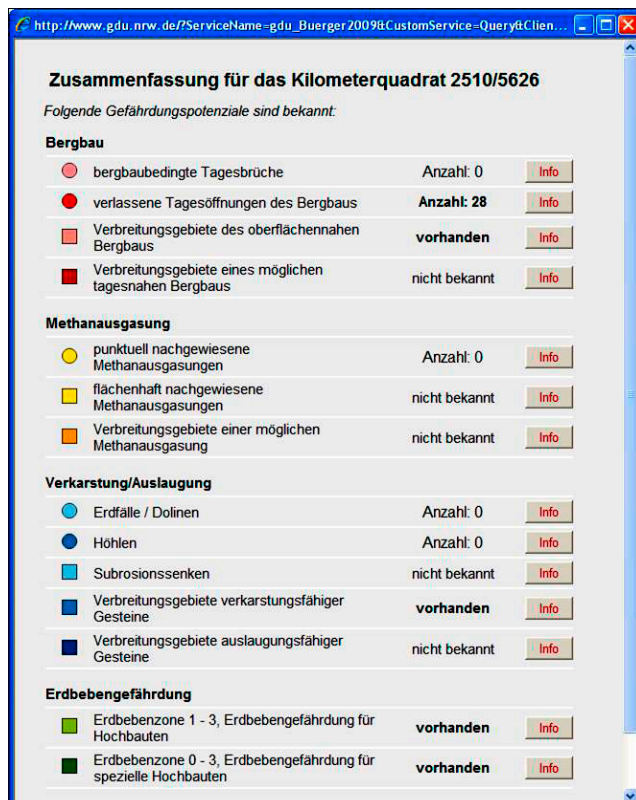 http://www.gdu.nrw.de/?ServiceName=gdu_Buerger2009&CustomService=Query&Clien...
Zusammenfassung für das Kilometerquadrat 2510/5626
Folgende Gefährdungspotenziale sind bekannt:
Bergbau
bergbaubedingte Tagesbrüche Anzahl: 0 Info
verlassene Tagesöffnungen des Bergbaus Anzahl: 28 Info
Verbreitungsgebiete des oberflächennahen
Bergbaus vorhanden Info
Verbreitungsgebiete eines möglichen
tagesnahen Bergbaus nicht bekannt Info
Methanausgasung
punktuell nachgewiesene
Methanausgasungen Anzahl: 0 Info
flächenhaft nachgewiesene
Methanausgasungen nicht bekannt Info
Verbreitungsgebiete einer möglichen
Methanausgasung nicht bekannt Info
Verkarstung/Auslaugung
Erdfälle / Dolinen Anzahl: 0 Info
Höhlen Anzahl: 0 Info
Subrosionssenken nicht bekannt Info
Verbreitungsgebiete verkarstungsfähiger
Gesteine vorhanden Info
Verbreitungsgebiete auslaugungsfähiger
Gesteine nicht bekannt Info
Erdbebengefährdung
Erdbebenzone 1 - 3, Erdbebengefährdung für
Hochbauten vorhanden Info
Erdbebenzone 0 - 3, Erdbebengefährdung für
spezielle Hochbauten vorhanden Info